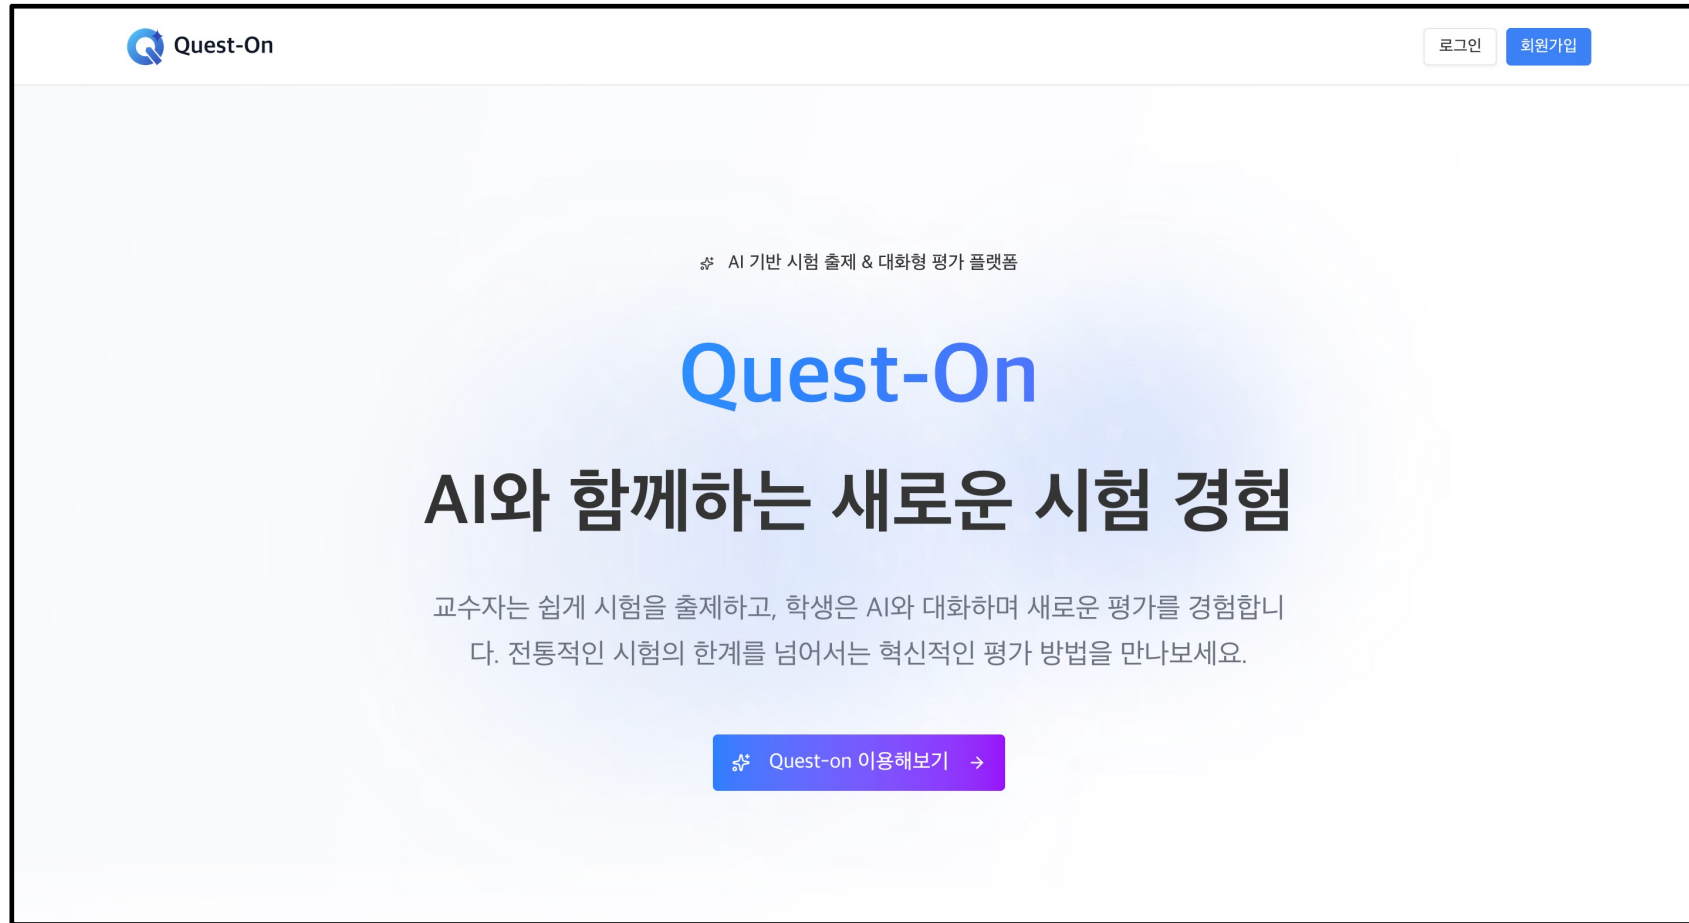 Quest-On
로그인 회원가입
AI 기반 시험 출제 & 대화형 평가 플랫폼
Quest-On
AI와 함께하는 새로운 시험 경험
교수자는 쉽게 시험을 출제하고, 학생은 AI와 대화하며 새로운 평가를 경험합니
다. 전통적인 시험의 한계를 넘어서는 혁신적인 평가 방법을 만나보세요.
Quest-on 이용해보기 →